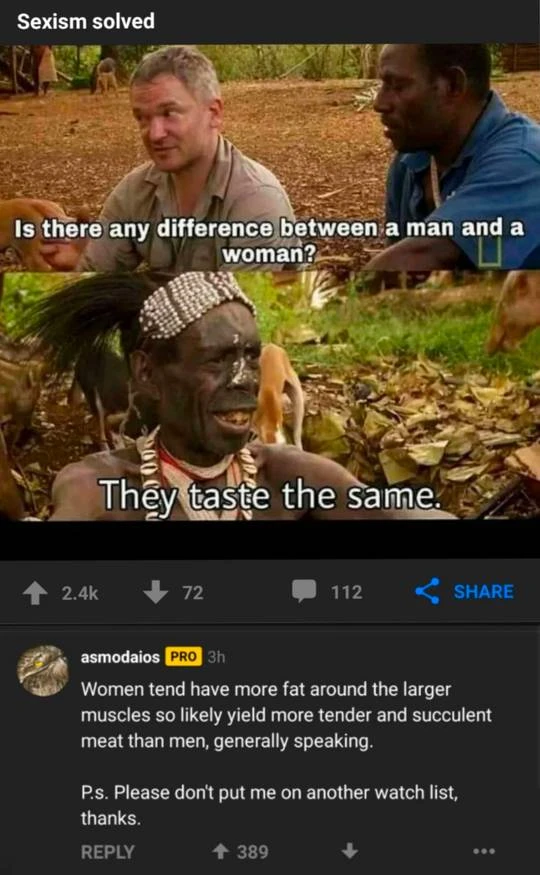 Sexism solved
Is there any difference between a man and a
woman?
They taste the same.
2.4k 72 112 SHARE
asmodaios PRO 3h
Women tend have more fat around the larger
muscles so likely yield more tender and succulent
meat than men, generally speaking.
P.s. Please don't put me on another watch list,
thanks.
REPLY 389